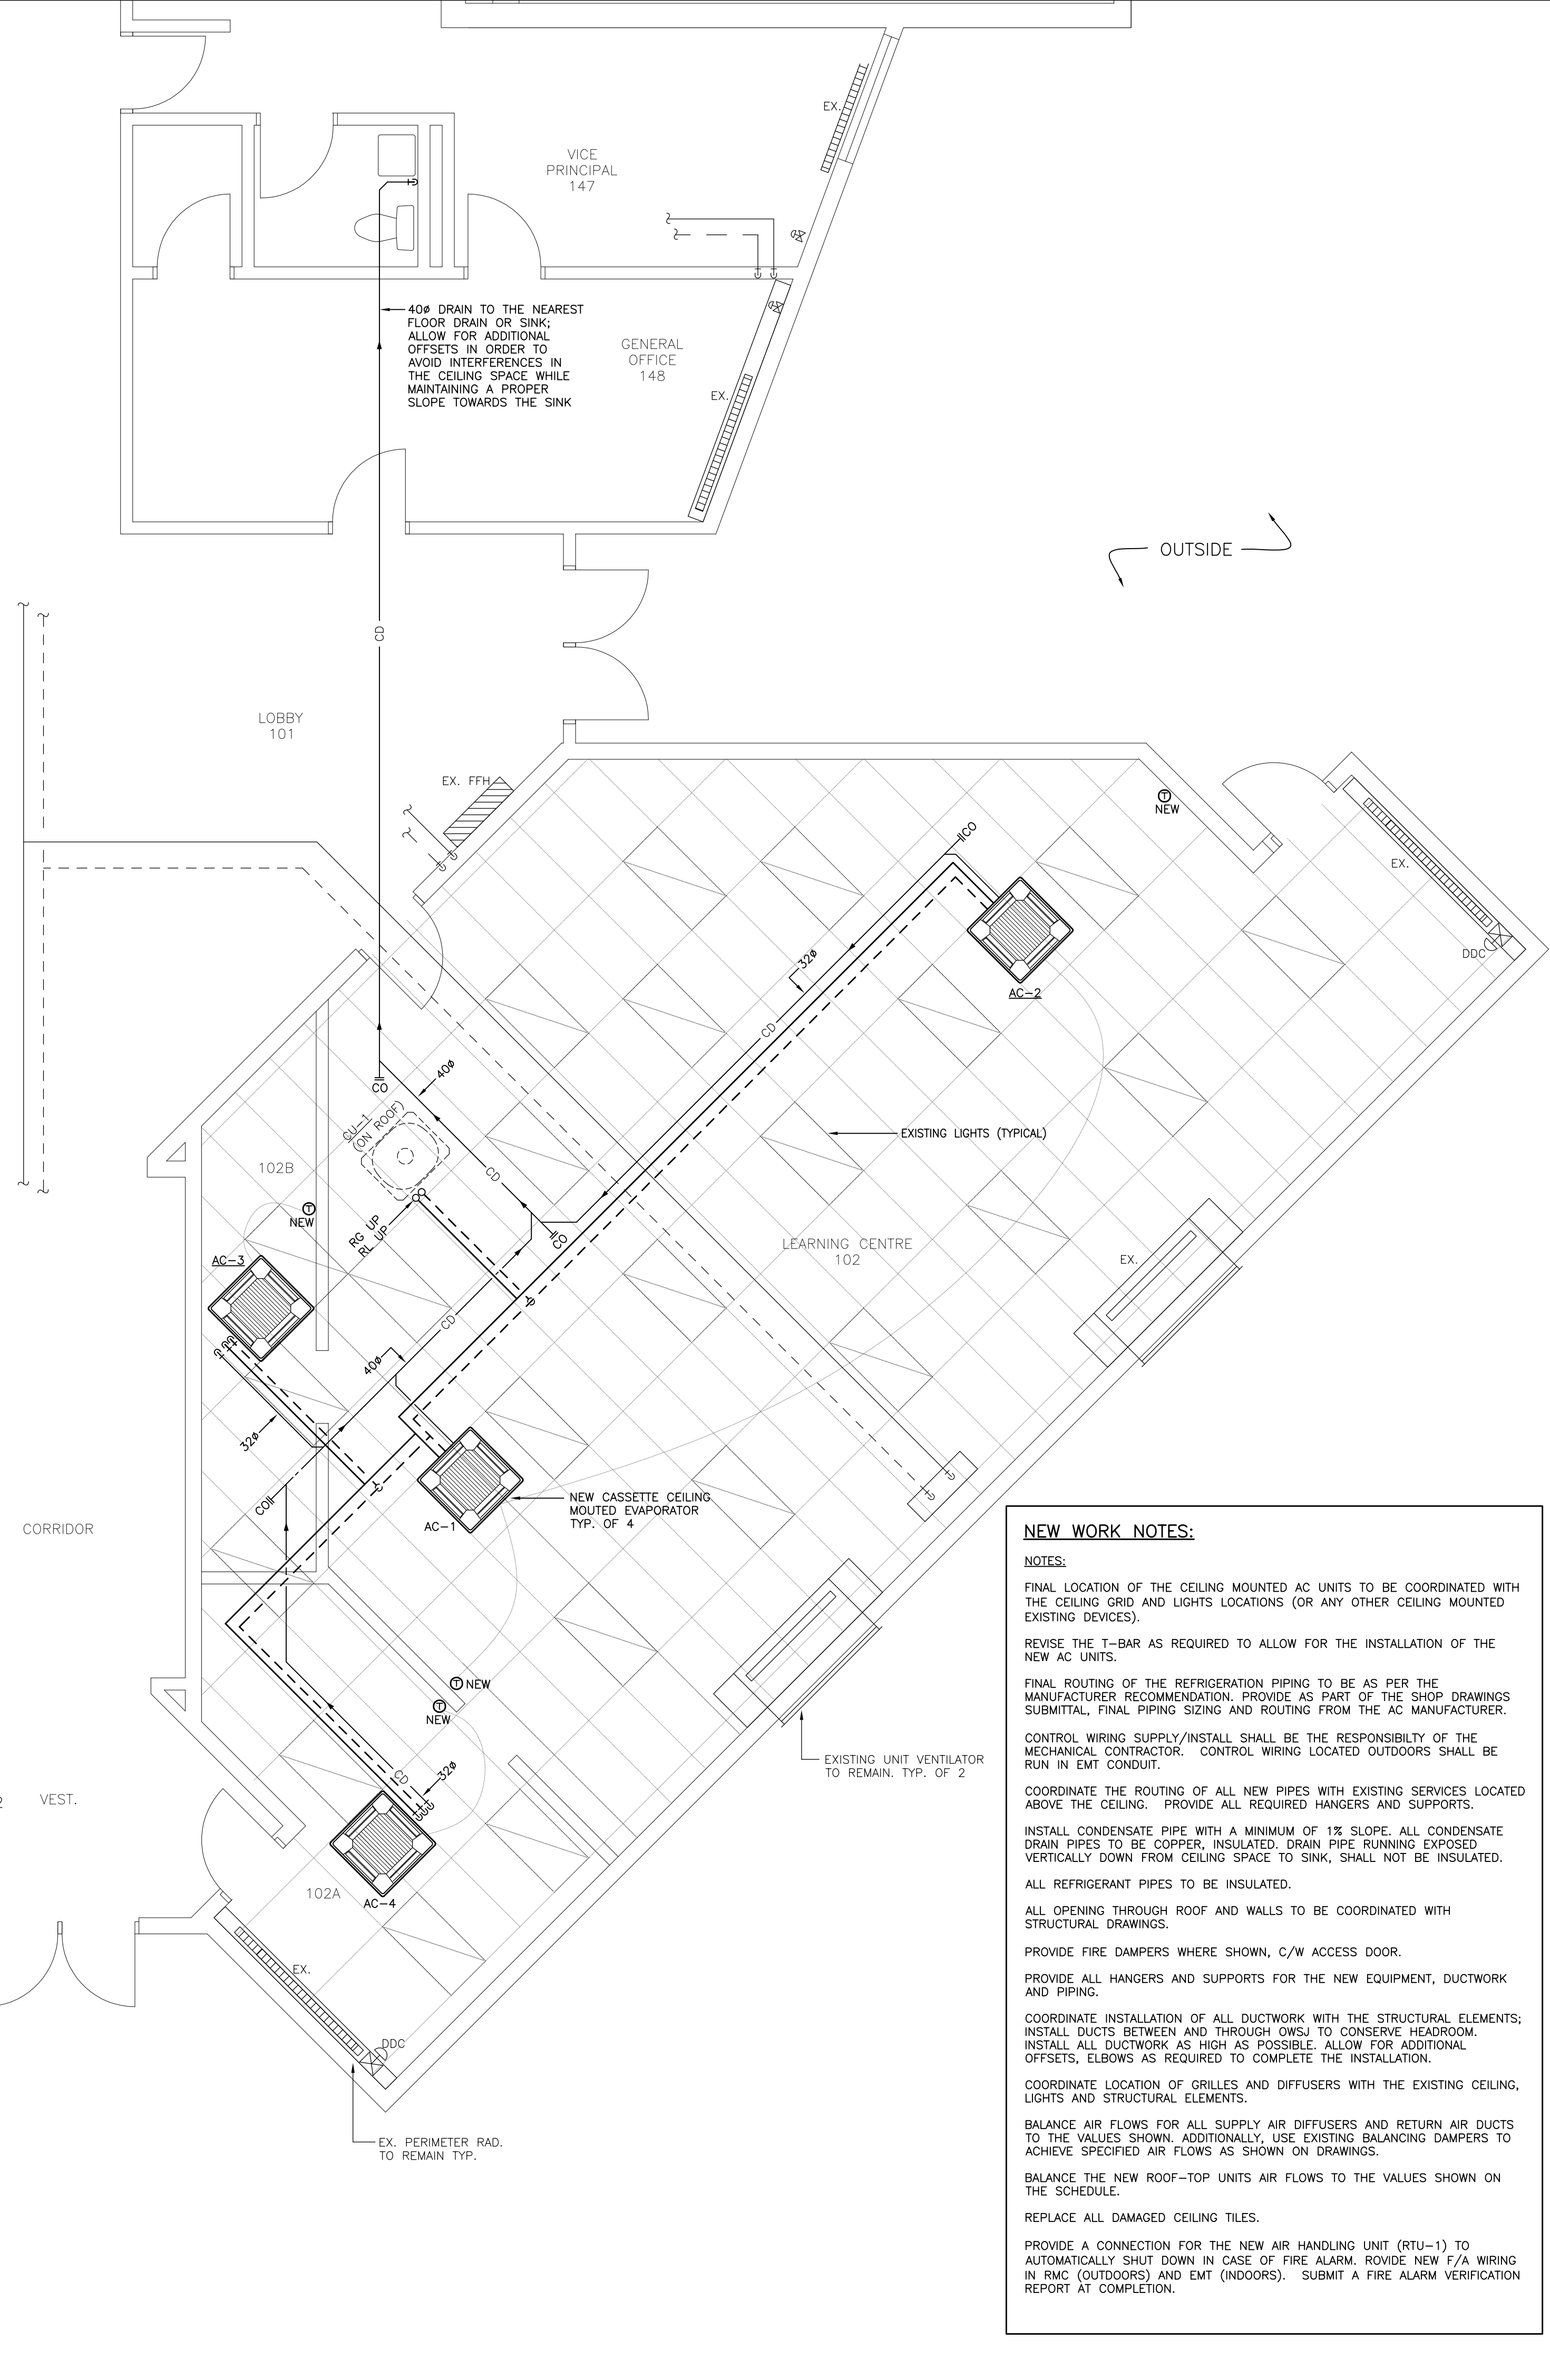 EX.
VICE
PRINCIPAL
147
40ø DRAIN TO THE NEAREST
FLOOR DRAIN OR SINK;
ALLOW FOR ADDITIONAL
OFFSETS IN ORDER TO
AVOID INTERFERENCES IN
THE CEILING SPACE WHILE
MAINTAINING A PROPER
SLOPE TOWARDS THE SINK
GENERAL
OFFICE
148
EX.
OUTSIDE
CD
LOBBY
101
EX. FFH
T
NEW
CO
EX.
DDC
32ø
AC-2
CD
CO
40ø
CU-1
(ON ROOF)
EXISTING LIGHTS (TYPICAL)
102B
CD
T
NEW
RG UP
RL UP
CO
LEARNING CENTRE
102
EX.
AC-3
CD
40ø
32ø
CO
AC-1
NEW CASSETTE CEILING
MOUTED EVAPORATOR
TYP. OF 4
CORRIDOR
T NEW
T
NEW
EXISTING UNIT VENTILATOR
TO REMAIN. TYP. OF 2
CD
32ø
2
VEST.
102A
AC-4
EX.
DDC
EX. PERIMETER RAD.
TO REMAIN TYP.
NEW WORK NOTES:
NOTES:
FINAL LOCATION OF THE CEILING MOUNTED AC UNITS TO BE COORDINATED WITH
THE CEILING GRID AND LIGHTS LOCATIONS (OR ANY OTHER CEILING MOUNTED
EXISTING DEVICES).
REVISE THE T-BAR AS REQUIRED TO ALLOW FOR THE INSTALLATION OF THE
NEW AC UNITS.
FINAL ROUTING OF THE REFRIGERATION PIPING TO BE AS PER THE
MANUFACTURER RECOMMENDATION. PROVIDE AS PART OF THE SHOP DRAWINGS
SUBMITTAL, FINAL PIPING SIZING AND ROUTING FROM THE AC MANUFACTURER.
CONTROL WIRING SUPPLY/INSTALL SHALL BE THE RESPONSIBILTY OF THE
MECHANICAL CONTRACTOR. CONTROL WIRING LOCATED OUTDOORS SHALL BE
RUN IN EMT CONDUIT.
COORDINATE THE ROUTING OF ALL NEW PIPES WITH EXISTING SERVICES LOCATED
ABOVE THE CEILING. PROVIDE ALL REQUIRED HANGERS AND SUPPORTS.
INSTALL CONDENSATE PIPE WITH A MINIMUM OF 1% SLOPE. ALL CONDENSATE
DRAIN PIPES TO BE COPPER, INSULATED. DRAIN PIPE RUNNING EXPOSED
VERTICALLY DOWN FROM CEILING SPACE TO SINK, SHALL NOT BE INSULATED.
ALL REFRIGERANT PIPES TO BE INSULATED.
ALL OPENING THROUGH ROOF AND WALLS TO BE COORDINATED WITH
STRUCTURAL DRAWINGS.
PROVIDE FIRE DAMPERS WHERE SHOWN, C/W ACCESS DOOR.
PROVIDE ALL HANGERS AND SUPPORTS FOR THE NEW EQUIPMENT, DUCTWORK
AND PIPING.
COORDINATE INSTALLATION OF ALL DUCTWORK WITH THE STRUCTURAL ELEMENTS;
INSTALL DUCTS BETWEEN AND THROUGH OWSJ TO CONSERVE HEADROOM.
INSTALL ALL DUCTWORK AS HIGH AS POSSIBLE. ALLOW FOR ADDITIONAL
OFFSETS, ELBOWS AS REQUIRED TO COMPLETE THE INSTALLATION.
COORDINATE LOCATION OF GRILLES AND DIFFUSERS WITH THE EXISTING CEILING,
LIGHTS AND STRUCTURAL ELEMENTS.
BALANCE AIR FLOWS FOR ALL SUPPLY AIR DIFFUSERS AND RETURN AIR DUCTS
TO THE VALUES SHOWN. ADDITIONALLY, USE EXISTING BALANCING DAMPERS TO
ACHIEVE SPECIFIED AIR FLOWS AS SHOWN ON DRAWINGS.
BALANCE THE NEW ROOF-TOP UNITS AIR FLOWS TO THE VALUES SHOWN ON
THE SCHEDULE.
REPLACE ALL DAMAGED CEILING TILES.
PROVIDE A CONNECTION FOR THE NEW AIR HANDLING UNIT (RTU-1) TO
AUTOMATICALLY SHUT DOWN IN CASE OF FIRE ALARM. ROVIDE NEW F/A WIRING
IN RMC (OUTDOORS) AND EMT (INDOORS). SUBMIT A FIRE ALARM VERIFICATION
REPORT AT COMPLETION.